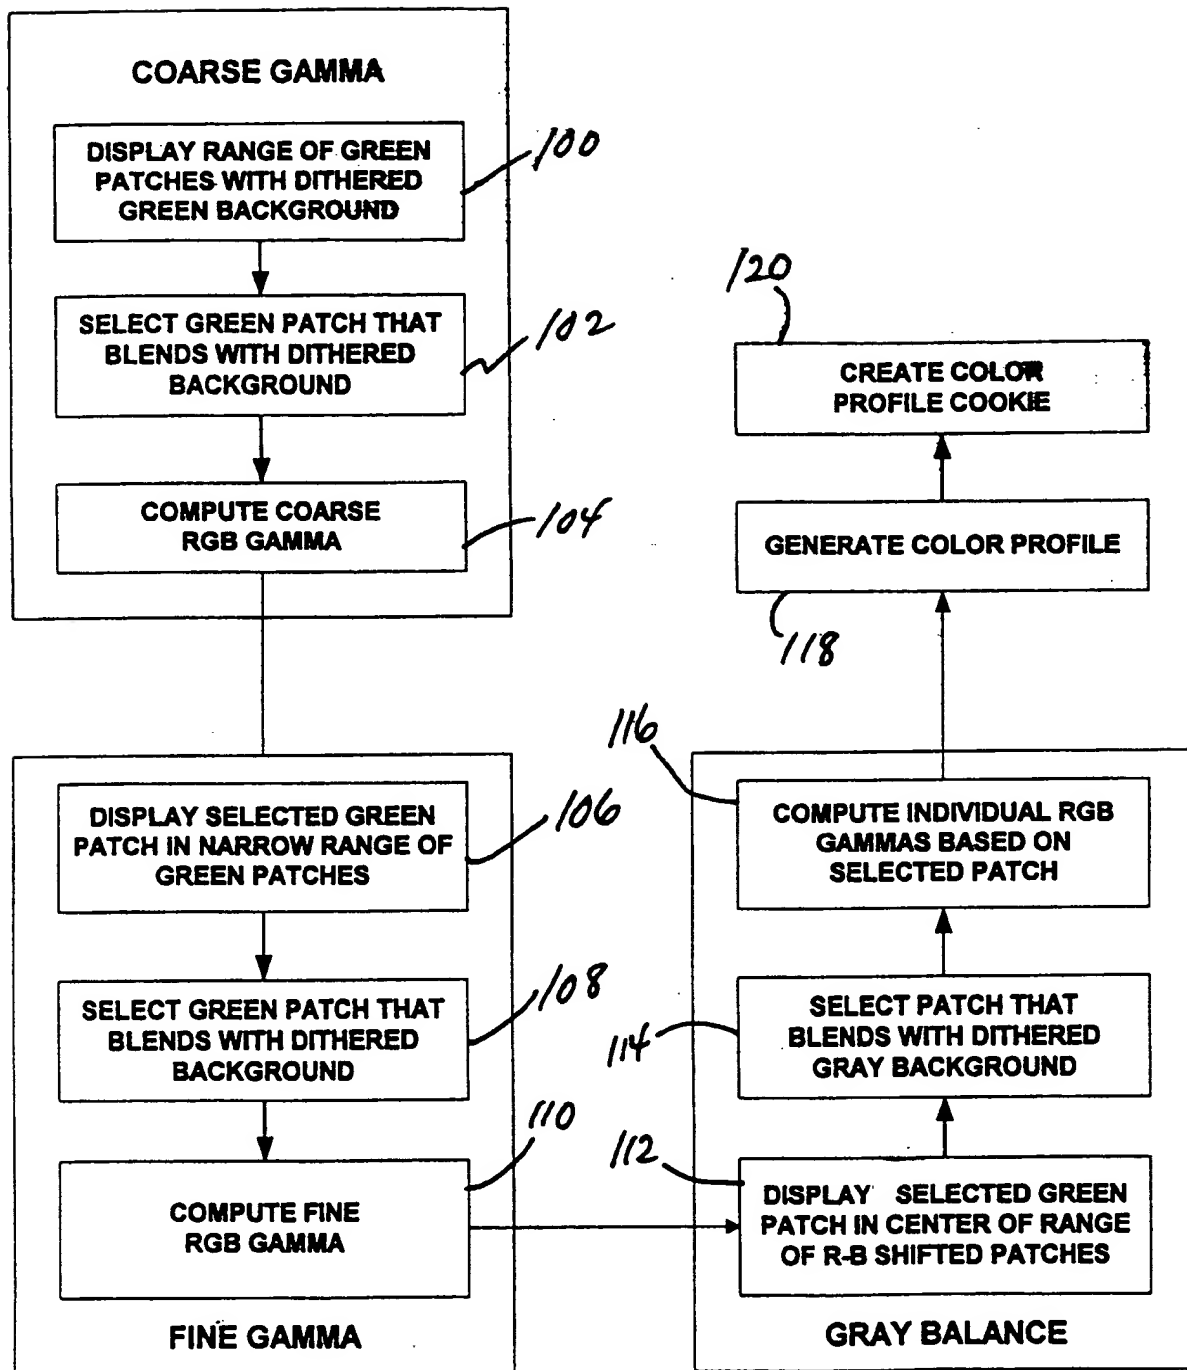 COARSE GAMMA
DISPLAY RANGE OF GREEN
PATCHES WITH DITHERED
GREEN BACKGROUND
100
SELECT GREEN PATCH THAT
BLENDS WITH DITHERED
BACKGROUND
102
COMPUTE COARSE
RGB GAMMA
104
DISPLAY SELECTED GREEN
PATCH IN NARROW RANGE OF
GREEN PATCHES
106
SELECT GREEN PATCH THAT
BLENDS WITH DITHERED
BACKGROUND
108
COMPUTE FINE
RGB GAMMA
110
FINE GAMMA
112
DISPLAY SELECTED GREEN
PATCH IN CENTER OF RANGE
OF R-B SHIFTED PATCHES
114
SELECT PATCH THAT
BLENDS WITH DITHERED
GRAY BACKGROUND
116
COMPUTE INDIVIDUAL RGB
GAMMAS BASED ON
SELECTED PATCH
GRAY BALANCE
GENERATE COLOR PROFILE
118
120
CREATE COLOR
PROFILE COOKIE